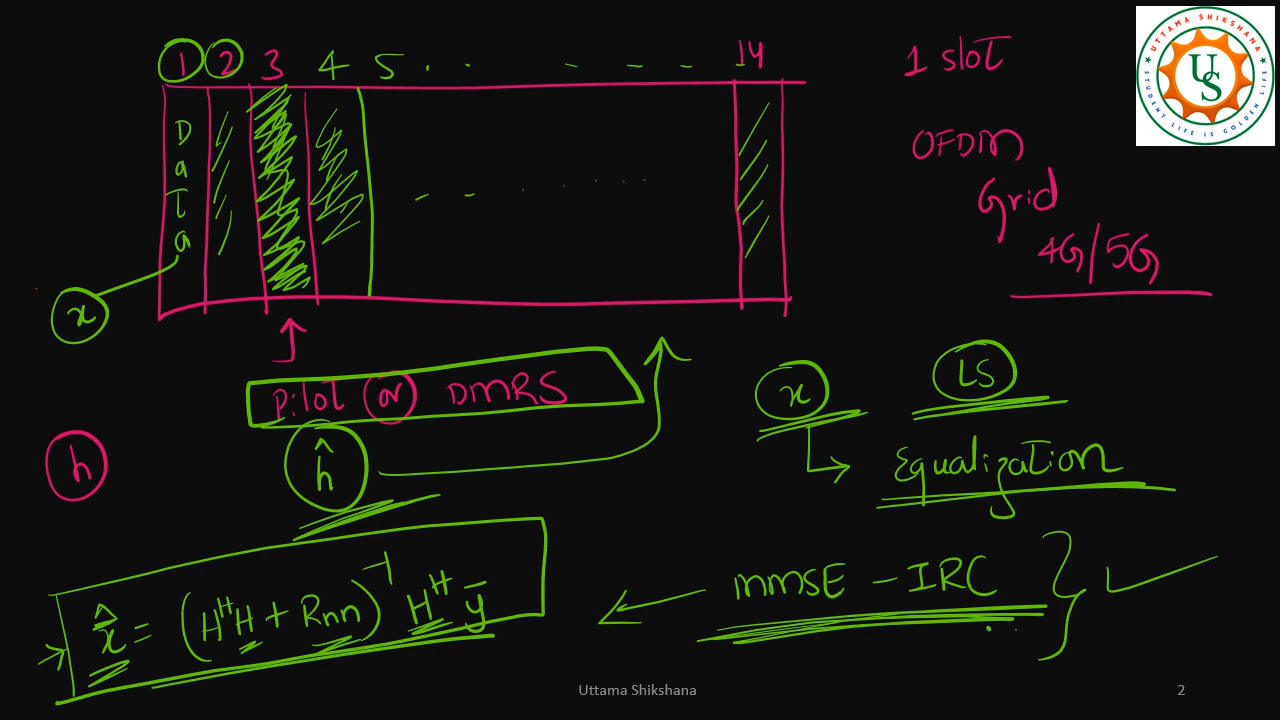 1 2 3 4 5 . . - - - 14
1 slot
UTTAMA SHIKSHANA
US
STUDENT LIFE IS GOLDEN LIFE
Data
OFDM
Grid
4G/5G
x
Pilot or DMRS
x
LS
h
ĥ
Equalization
x̂ = (HᴴH + Rnn)⁻¹ Hᴴ ȳ
MMSE - IRC
Uttama Shikshana
2